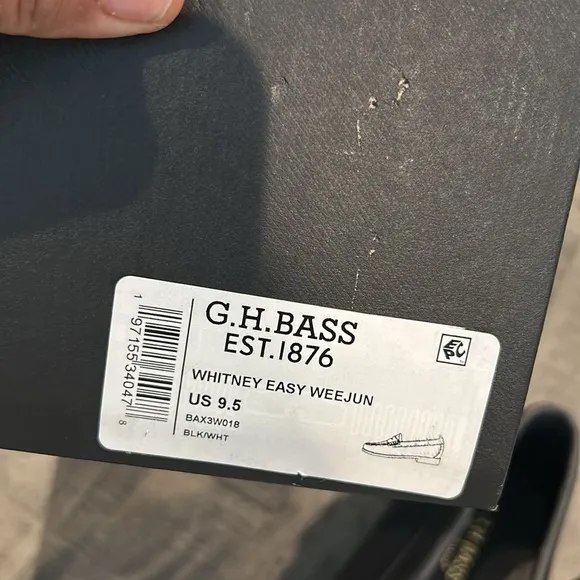 G.H.BASS
EST.1876
WHITNEY EASY WEEJUN
US 9.5
BAX3W018
BLK/WHT
1 97155 34047 8